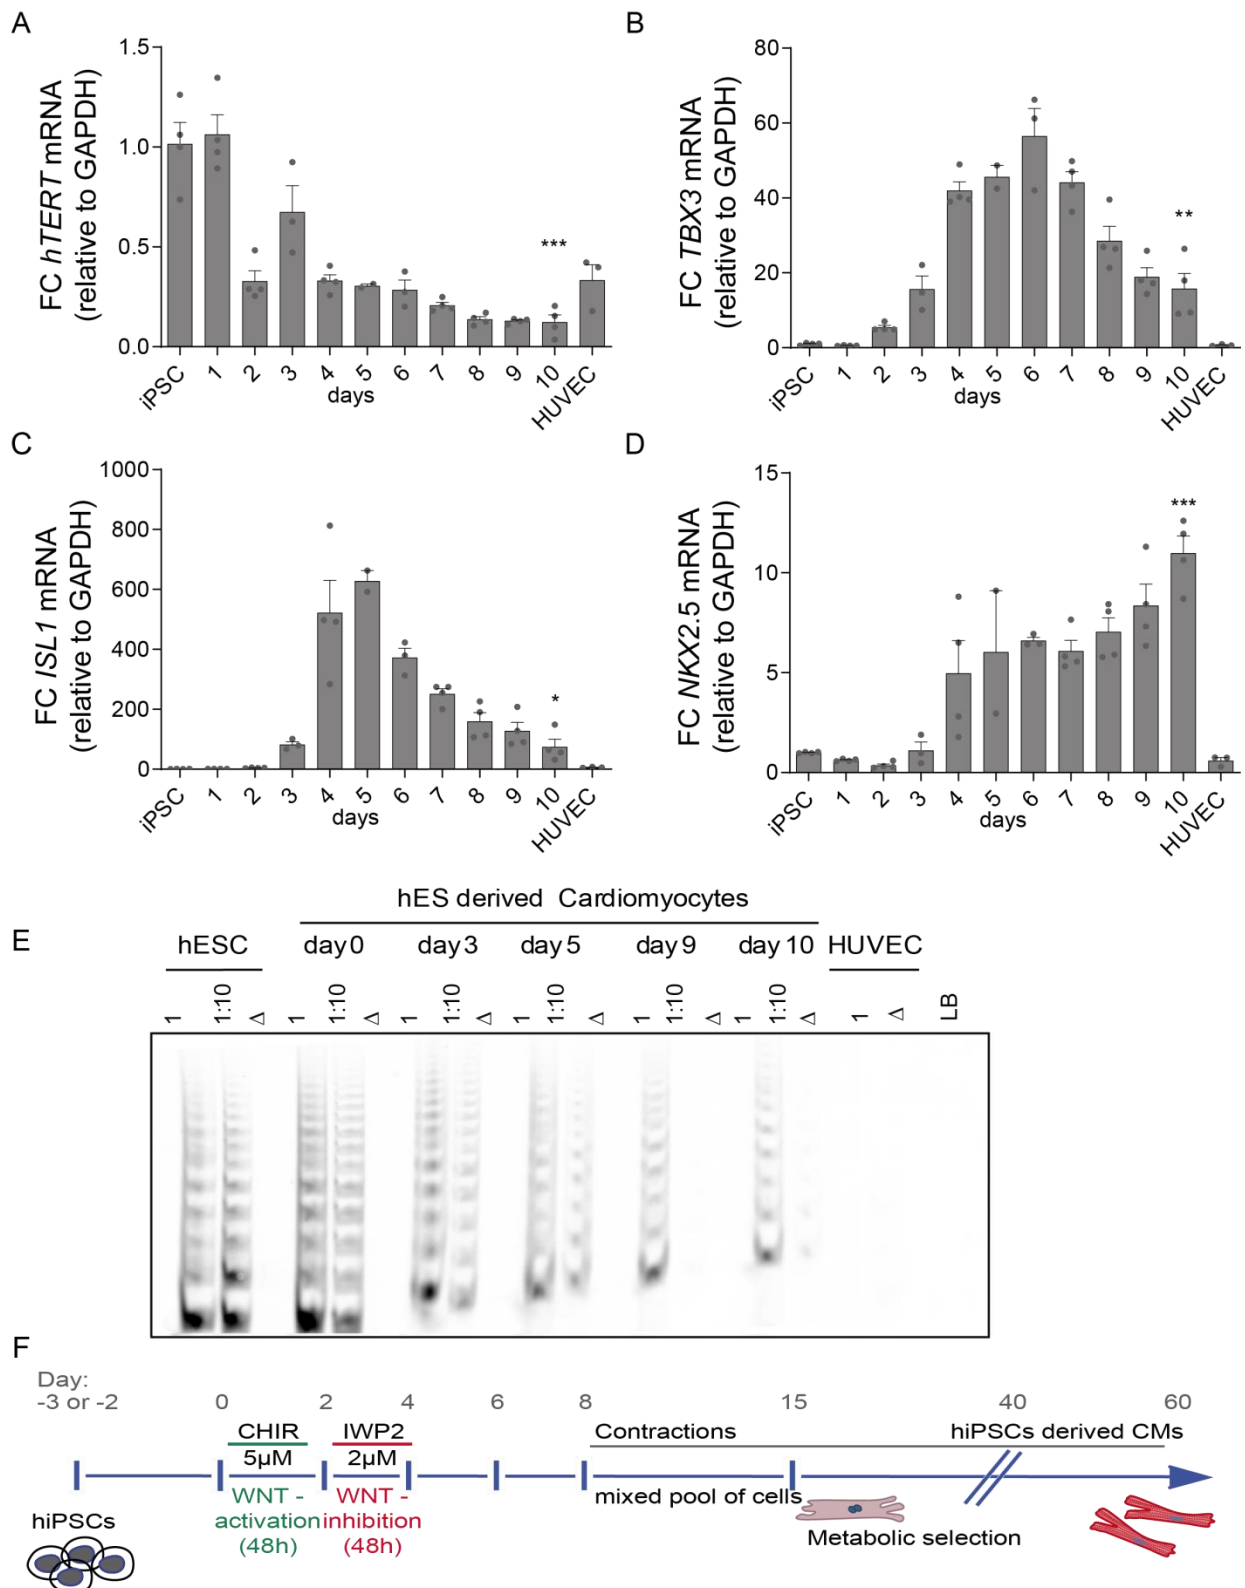 A
FC hTERT mRNA
(relative to GAPDH)
1.5
1.0
0.5
0.0
iPSC 1 2 3 4 5 6 7 8 9 10 HUVEC
days
***
B
FC TBX3 mRNA
(relative to GAPDH)
80
60
40
20
0
iPSC 1 2 3 4 5 6 7 8 9 10 HUVEC
days
**
C
FC ISL1 mRNA
(relative to GAPDH)
1000
800
600
400
200
0
iPSC 1 2 3 4 5 6 7 8 9 10 HUVEC
days
*
D
FC NKX2.5 mRNA
(relative to GAPDH)
15
10
5
0
iPSC 1 2 3 4 5 6 7 8 9 10 HUVEC
days
***
E
hES derived Cardiomyocytes
hESC day 0 day 3 day 5 day 9 day 10 HUVEC
1 1:10 Δ 1 1:10 Δ 1 1:10 Δ 1 1:10 Δ 1 1:10 Δ 1 1:10 Δ 1 Δ LB
F
Day:
-3 or -2 0 2 4 6 8 15 40 60
CHIR IWP2 Contractions hiPSCs derived CMs
5µM 2µM
WNT - WNT - mixed pool of cells
activation inhibition Metabolic selection
(48h) (48h)
hiPSCs